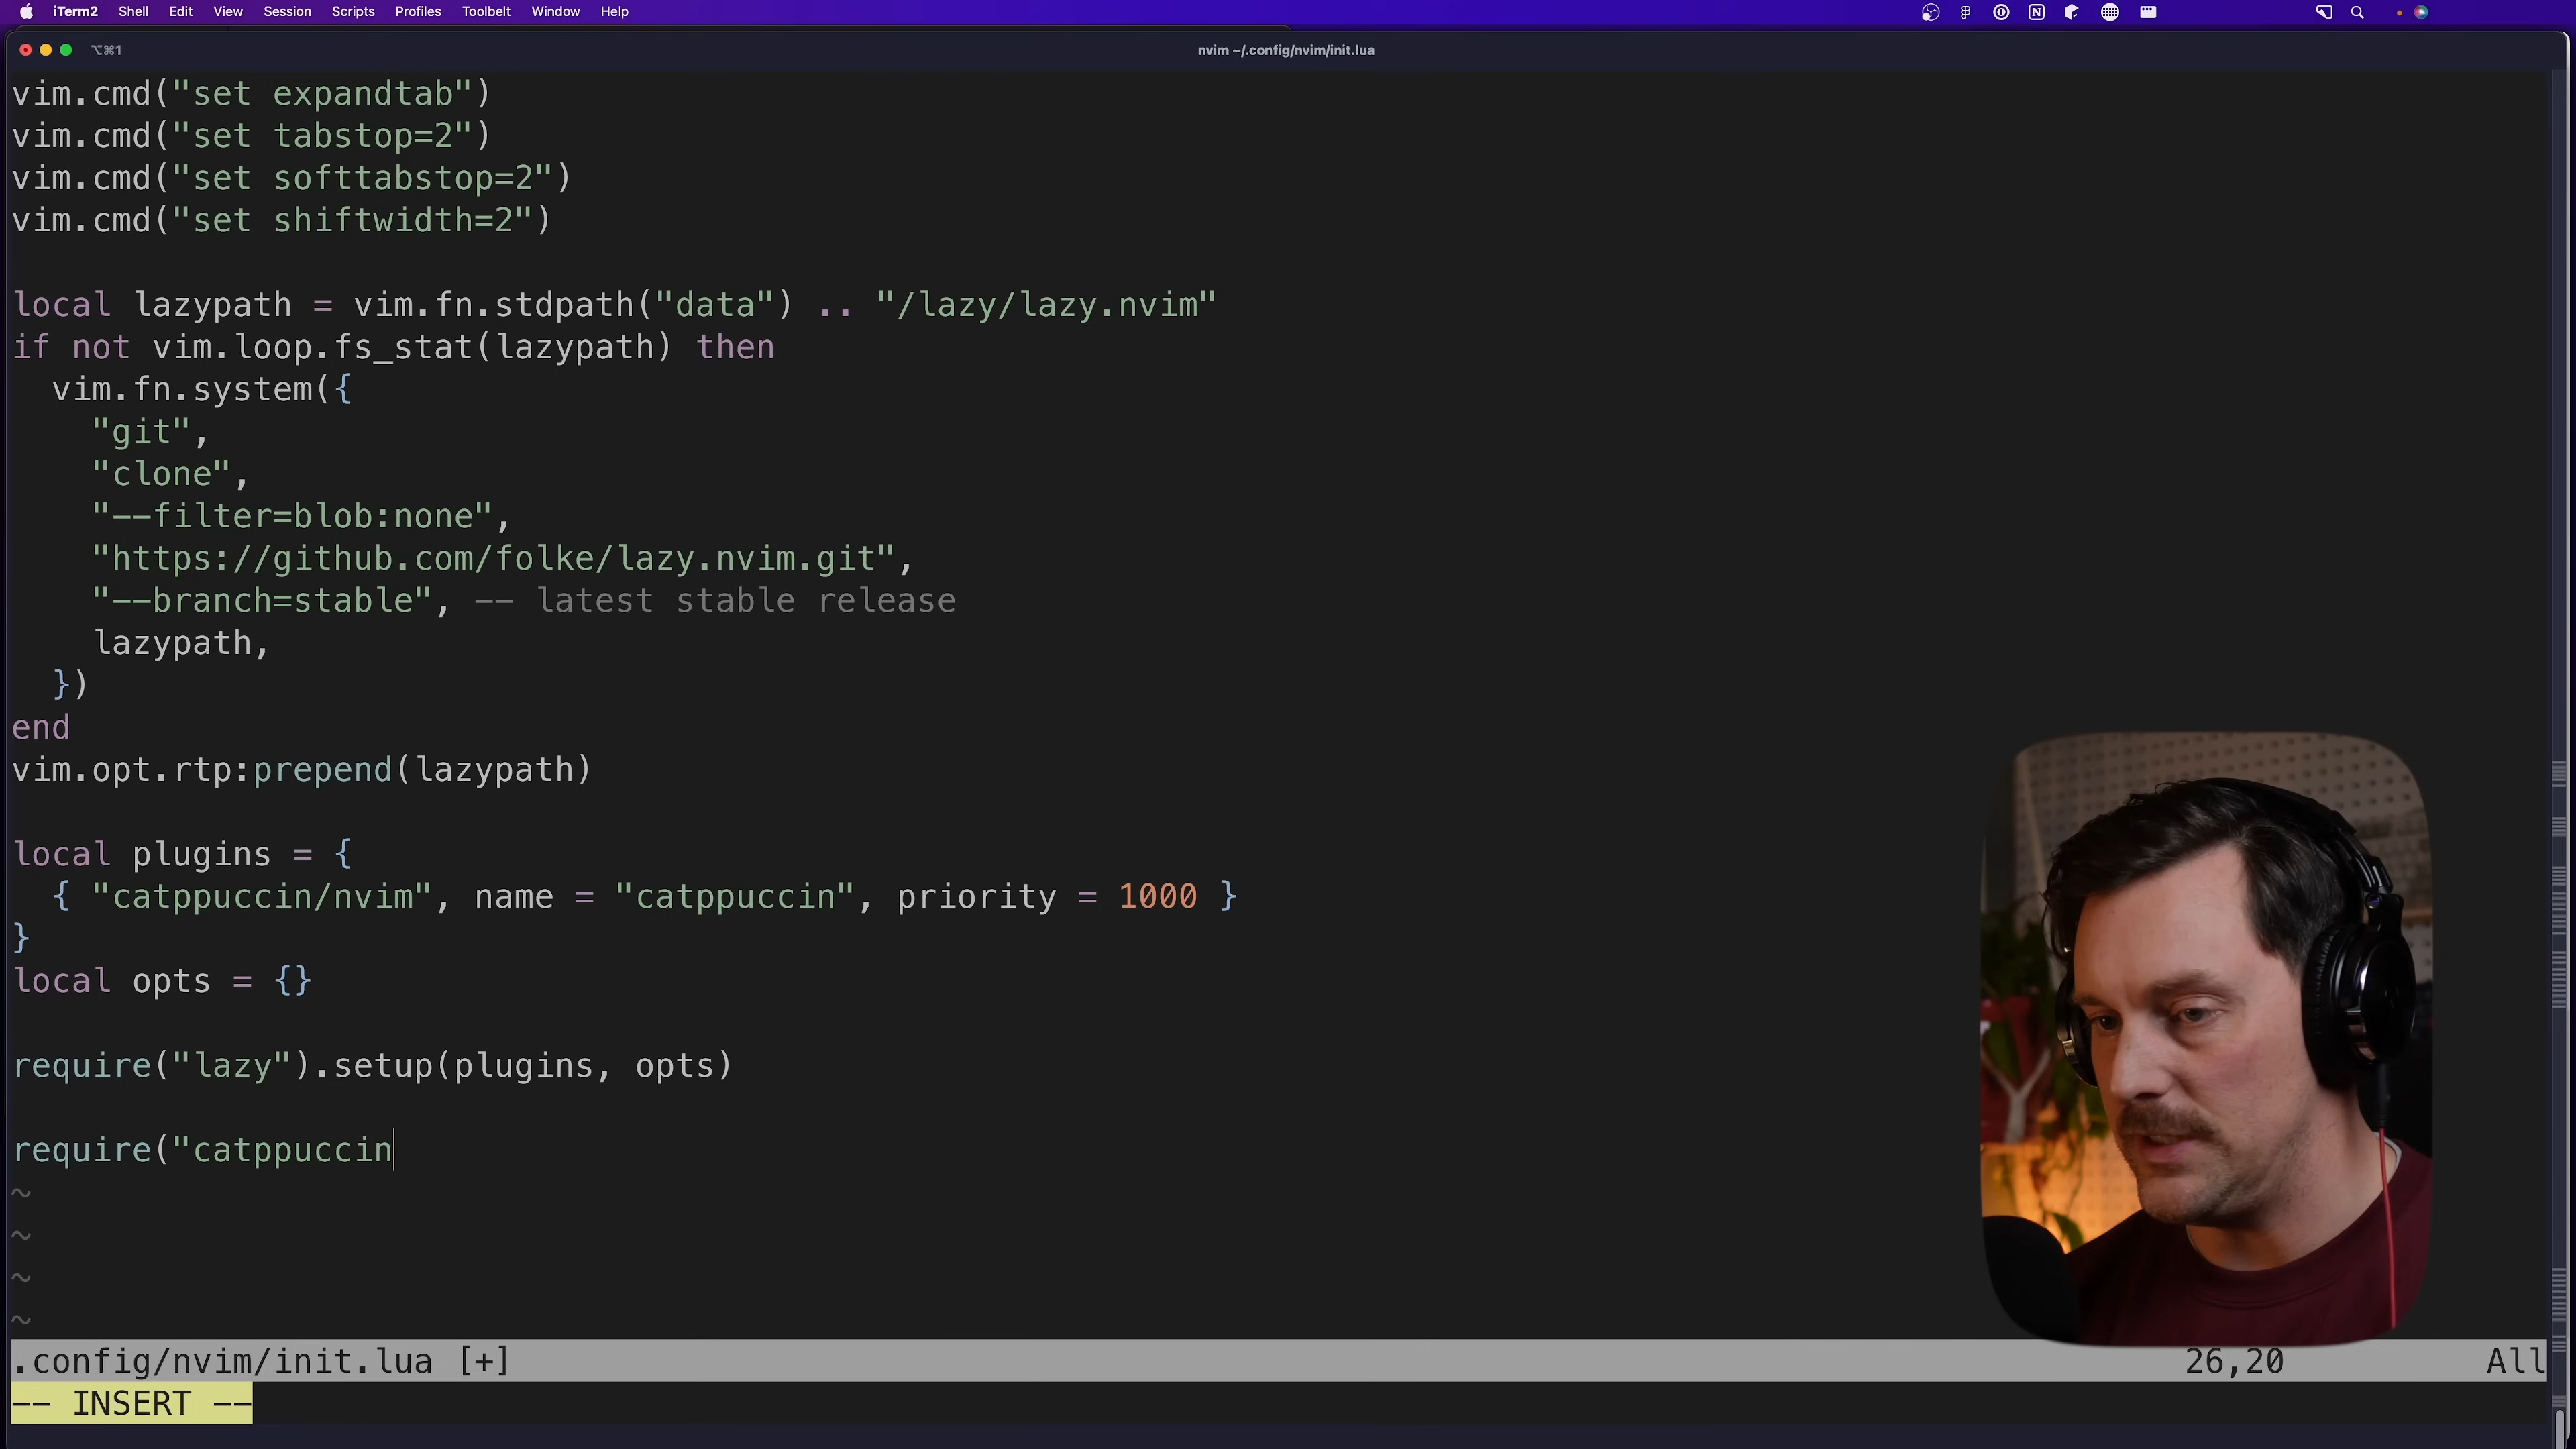 iTerm2 Shell Edit View Session Scripts Profiles Toolbelt Window Help
⌥⌘1 nvim ~/.config/nvim/init.lua
vim.cmd("set expandtab")
vim.cmd("set tabstop=2")
vim.cmd("set softtabstop=2")
vim.cmd("set shiftwidth=2")
local lazypath = vim.fn.stdpath("data") .. "/lazy/lazy.nvim"
if not vim.loop.fs_stat(lazypath) then
  vim.fn.system({
    "git",
    "clone",
    "--filter=blob:none",
    "https://github.com/folke/lazy.nvim.git",
    "--branch=stable", -- latest stable release
    lazypath,
  })
end
vim.opt.rtp:prepend(lazypath)
local plugins = {
  { "catppuccin/nvim", name = "catppuccin", priority = 1000 }
}
local opts = {}
require("lazy").setup(plugins, opts)
require("catppuccin
~
~
~
~
.config/nvim/init.lua [+] 26,20 All
-- INSERT --